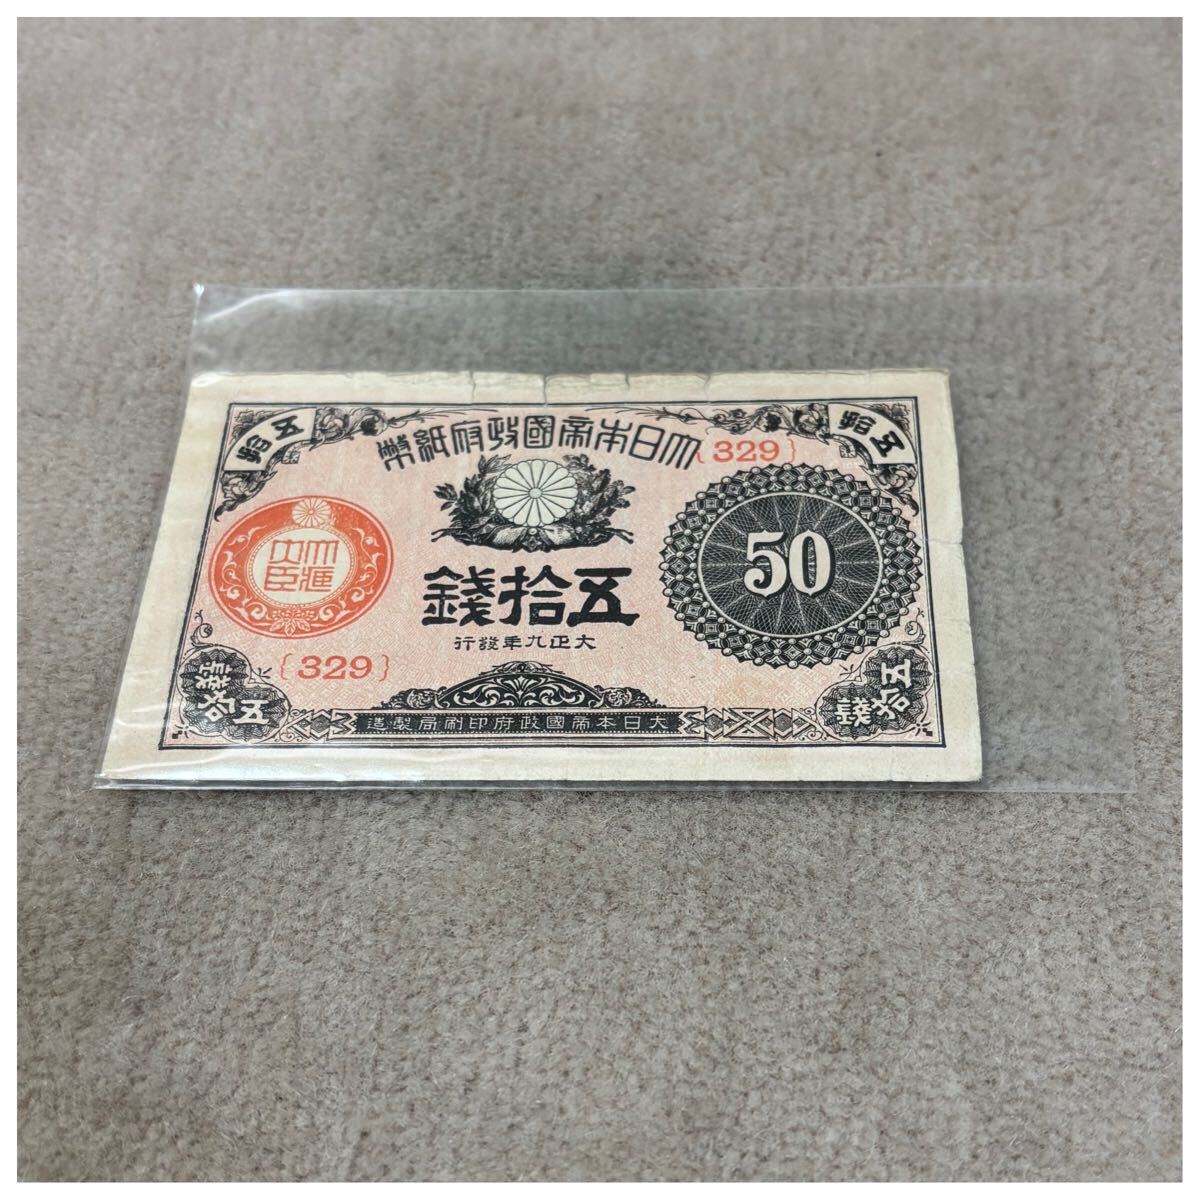 五拾
大日本帝國政府紙幣
{329}
五拾
大藏大臣
50
五拾錢
大正九年發行
{329}
五拾錢
大日本帝國政府印刷局製造
五拾錢